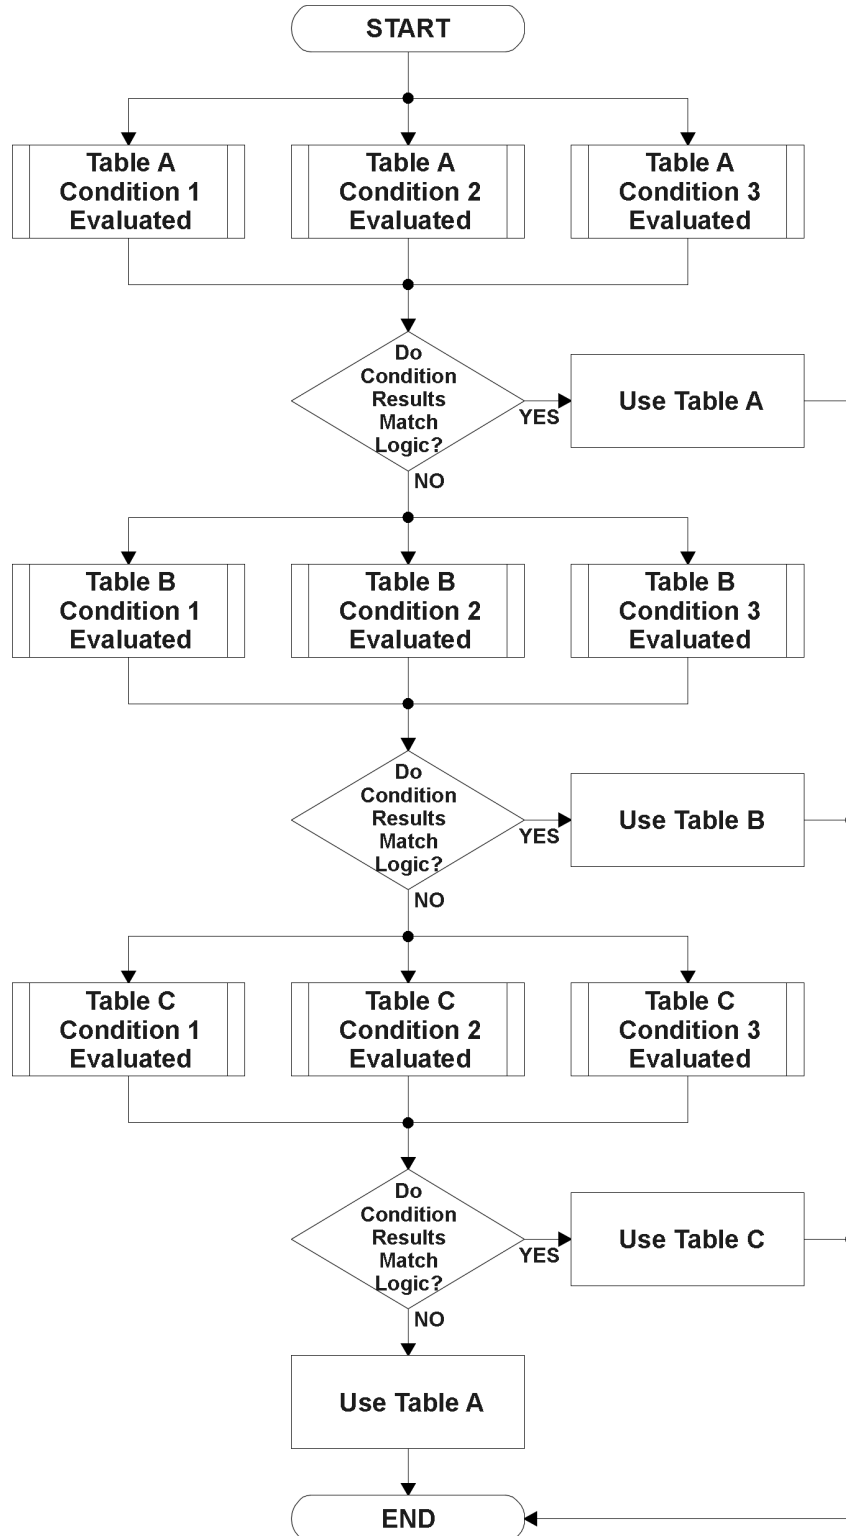 START
Table A
Condition 1
Evaluated
Table A
Condition 2
Evaluated
Table A
Condition 3
Evaluated
Do
Condition
Results
Match
Logic?
YES
Use Table A
NO
Table B
Condition 1
Evaluated
Table B
Condition 2
Evaluated
Table B
Condition 3
Evaluated
Do
Condition
Results
Match
Logic?
YES
Use Table B
NO
Table C
Condition 1
Evaluated
Table C
Condition 2
Evaluated
Table C
Condition 3
Evaluated
Do
Condition
Results
Match
Logic?
YES
Use Table C
NO
Use Table A
END